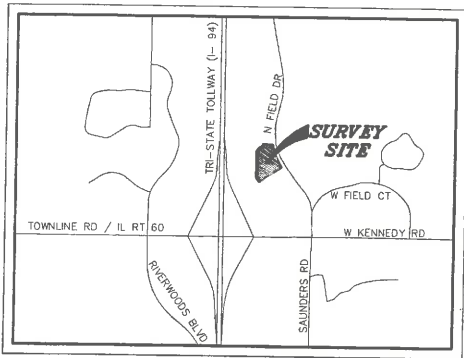 TRI-STATE TOLLWAY (I- 94)
N FIELD DR
SURVEY
SITE
W FIELD CT
TOWNLINE RD / IL RT 60
W KENNEDY RD
RIVERWOODS BLVD
SAUNDERS RD